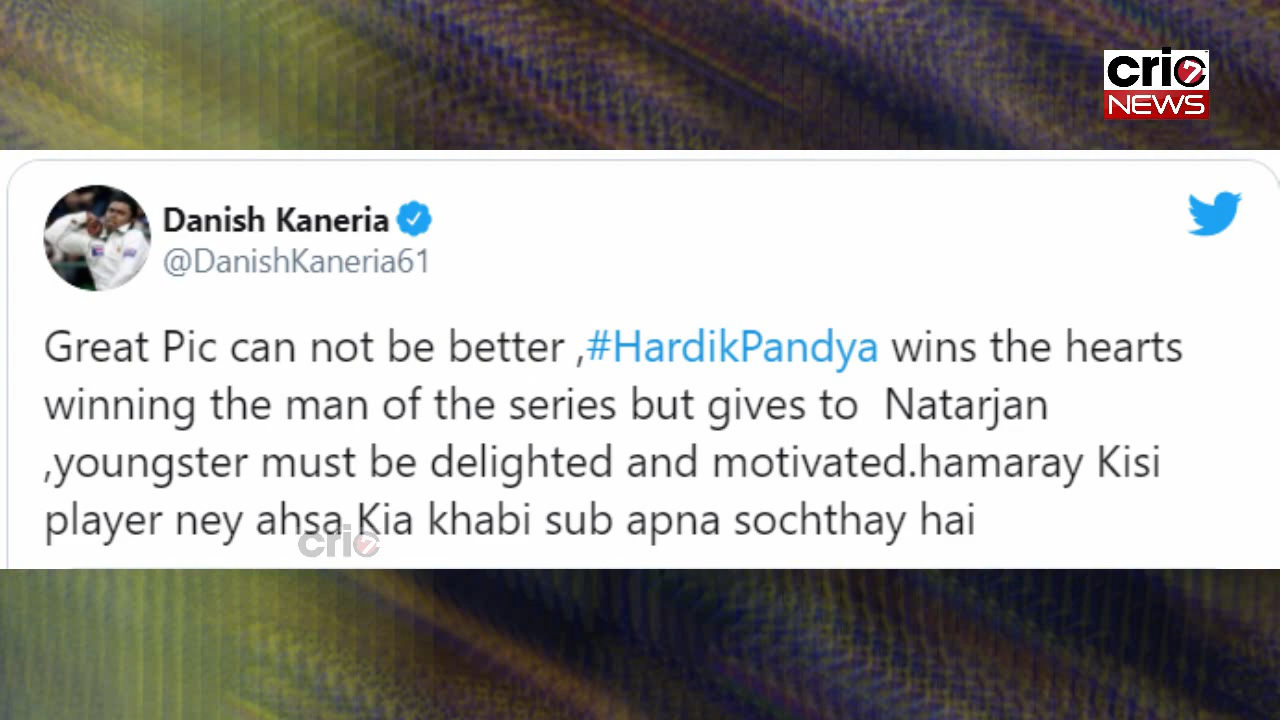 cric7
NEWS
Danish Kaneria
@DanishKaneria61
Great Pic can not be better ,#HardikPandya wins the hearts
winning the man of the series but gives to  Natarjan
,youngster must be delighted and motivated.hamaray Kisi
player ney ahsa Kia khabi sub apna sochthay hai
cric7